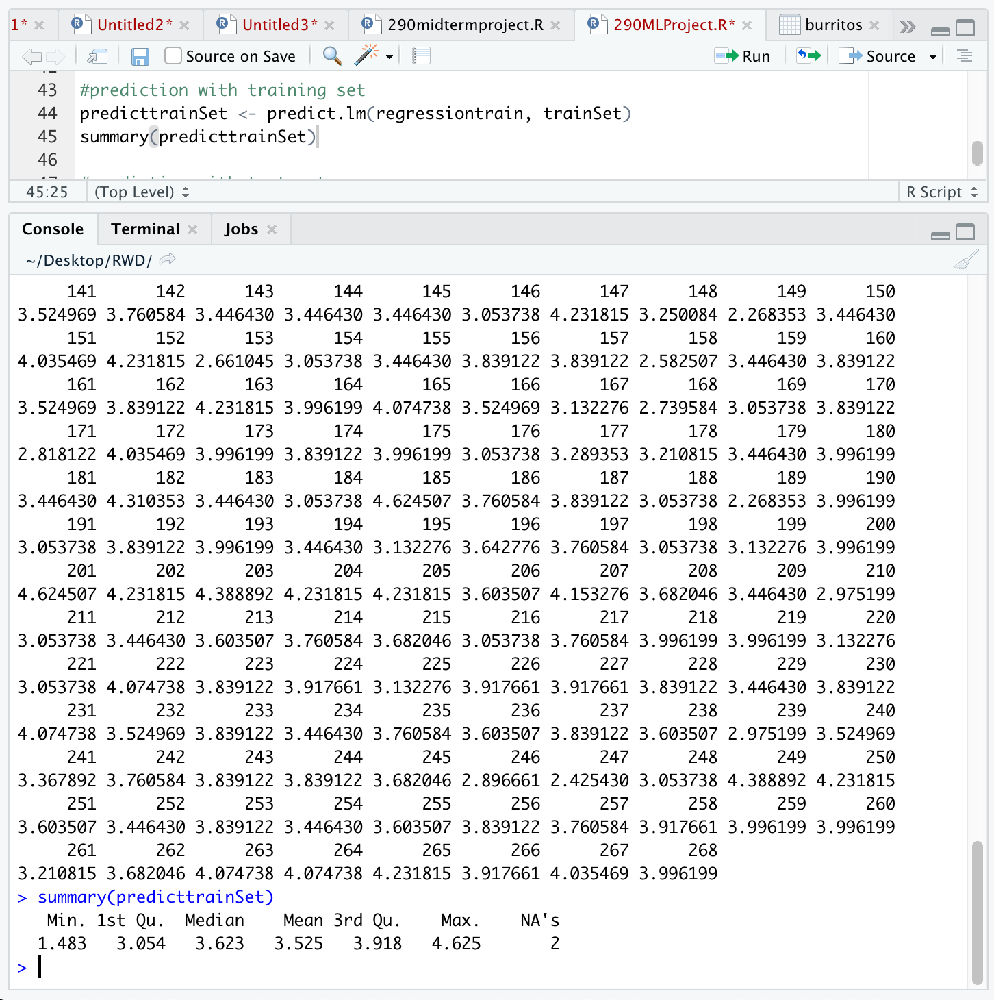 1* Untitled2* Untitled3* 290midtermproject.R 290MLProject.R* burritos
Source on Save Run Source
42
43 #prediction with training set
44 predicttrainSet <- predict.lm(regressiontrain, trainSet)
45 summary(predicttrainSet)
46
45:25 (Top Level) R Script
Console Terminal Jobs
~/Desktop/RWD/
141 142 143 144 145 146 147 148 149 150
3.524969 3.760584 3.446430 3.446430 3.446430 3.053738 4.231815 3.250084 2.268353 3.446430
151 152 153 154 155 156 157 158 159 160
4.035469 4.231815 2.661045 3.053738 3.446430 3.839122 3.839122 2.582507 3.446430 3.839122
161 162 163 164 165 166 167 168 169 170
3.524969 3.839122 4.231815 3.996199 4.074738 3.524969 3.132276 2.739584 3.053738 3.839122
171 172 173 174 175 176 177 178 179 180
2.818122 4.035469 3.996199 3.839122 3.996199 3.053738 3.289353 3.210815 3.446430 3.996199
181 182 183 184 185 186 187 188 189 190
3.446430 4.310353 3.446430 3.053738 4.624507 3.760584 3.839122 3.053738 2.268353 3.996199
191 192 193 194 195 196 197 198 199 200
3.053738 3.839122 3.996199 3.446430 3.132276 3.642776 3.760584 3.053738 3.132276 3.996199
201 202 203 204 205 206 207 208 209 210
4.624507 4.231815 4.388892 4.231815 4.231815 3.603507 4.153276 3.682046 3.446430 2.975199
211 212 213 214 215 216 217 218 219 220
3.053738 3.446430 3.603507 3.760584 3.682046 3.053738 3.760584 3.996199 3.996199 3.132276
221 222 223 224 225 226 227 228 229 230
3.053738 4.074738 3.839122 3.917661 3.132276 3.917661 3.917661 3.839122 3.446430 3.839122
231 232 233 234 235 236 237 238 239 240
4.074738 3.524969 3.839122 3.446430 3.760584 3.603507 3.839122 3.603507 2.975199 3.524969
241 242 243 244 245 246 247 248 249 250
3.367892 3.760584 3.839122 3.839122 3.682046 2.896661 2.425430 3.053738 4.388892 4.231815
251 252 253 254 255 256 257 258 259 260
3.603507 3.446430 3.839122 3.446430 3.603507 3.839122 3.760584 3.917661 3.996199 3.996199
261 262 263 264 265 266 267 268
3.210815 3.682046 4.074738 4.074738 4.231815 3.917661 4.035469 3.996199
> summary(predicttrainSet)
Min. 1st Qu. Median Mean 3rd Qu. Max. NA's
1.483 3.054 3.623 3.525 3.918 4.625 2
>